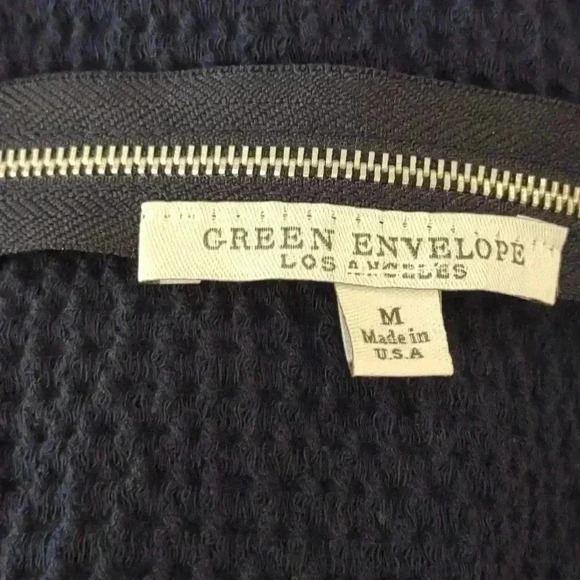 GREEN ENVELOPE
LOS ANGELES
M
Made in
U.S.A